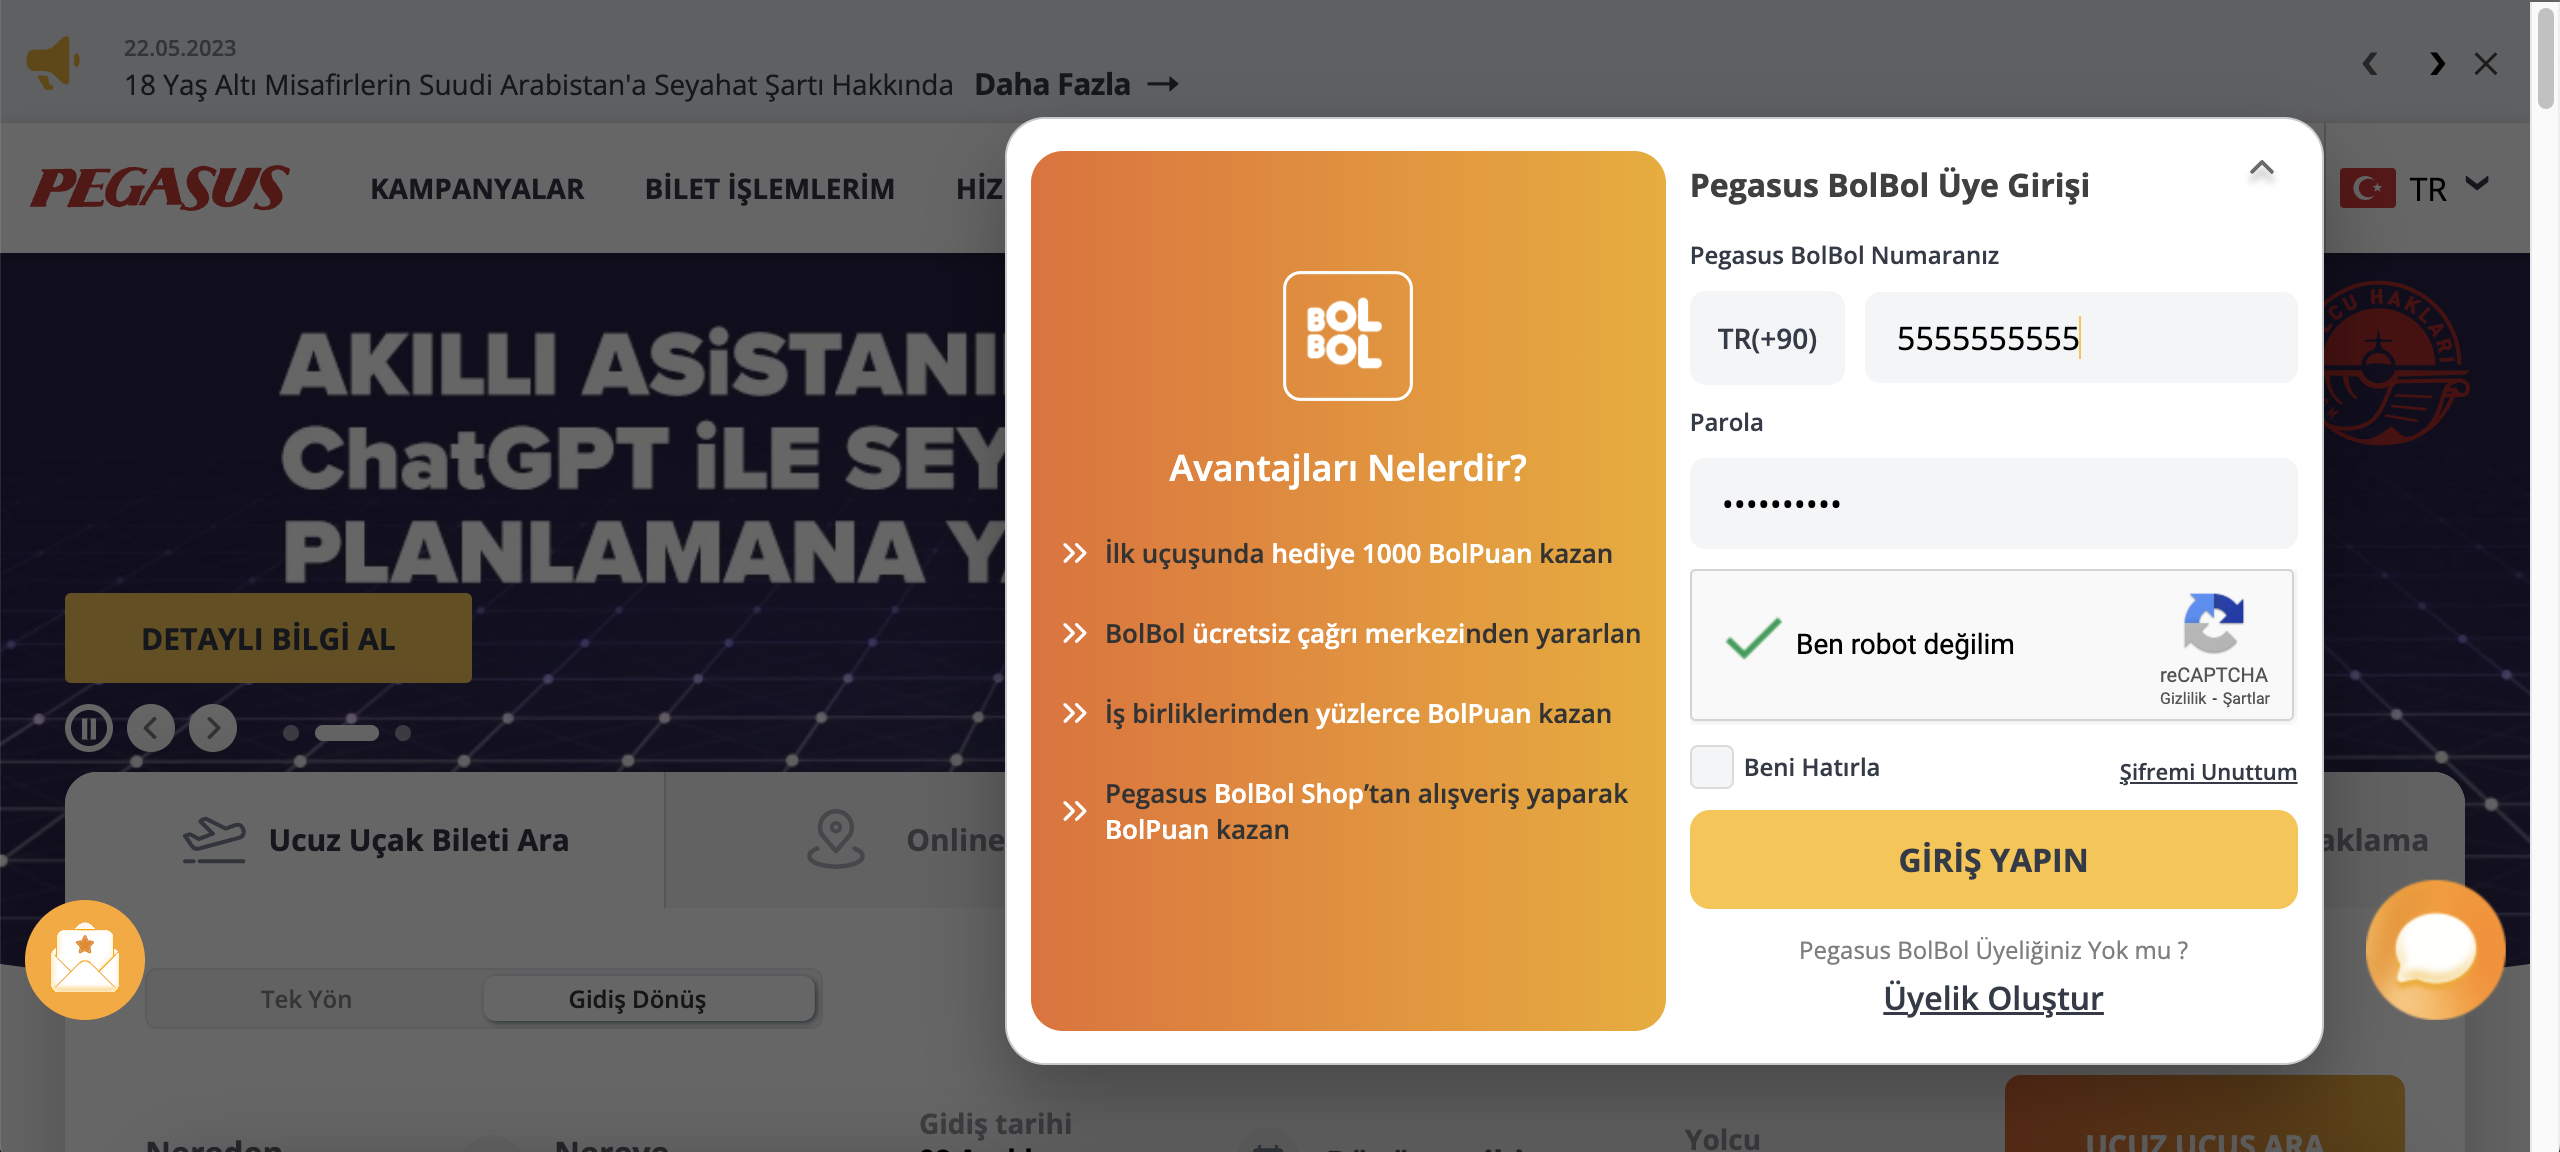 22.05.2023
18 Yaş Altı Misafirlerin Suudi Arabistan'a Seyahat Şartı Hakkında Daha Fazla →
PEGASUS
KAMPANYALAR
BİLET İŞLEMLERİM
HİZ
TR
AKILLI ASiSTANI
ChatGPT iLE SEY
PLANLAMANA Y
DETAYLI BİLGİ AL
Ucuz Uçak Bileti Ara
Online
aklama
Tek Yön
Gidiş Dönüş
Nereden
Nereye
Gidiş tarihi
Yolcu
UCUZ UÇUŞ ARA
BOL
BOL
Avantajları Nelerdir?
İlk uçuşunda hediye 1000 BolPuan kazan
BolBol ücretsiz çağrı merkezinden yararlan
İş birliklerimden yüzlerce BolPuan kazan
Pegasus BolBol Shop’tan alışveriş yaparak
BolPuan kazan
Pegasus BolBol Üye Girişi
Pegasus BolBol Numaranız
TR(+90)
5555555555
Parola
••••••••••
Ben robot değilim
reCAPTCHA
Gizlilik - Şartlar
Beni Hatırla
Şifremi Unuttum
GİRİŞ YAPIN
Pegasus BolBol Üyeliğiniz Yok mu ?
Üyelik Oluştur